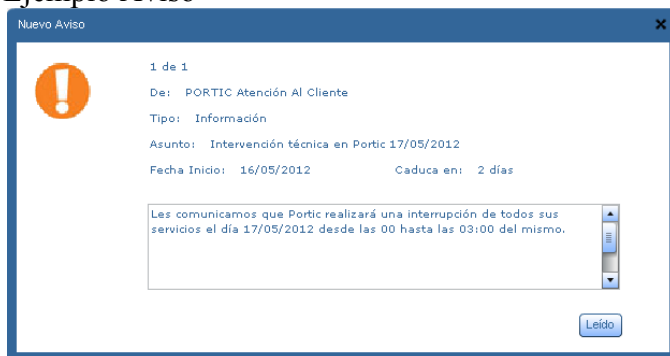 Ejemplo Aviso
Nuevo Aviso
1 de 1
De: PORTIC Atención Al Cliente
Tipo: Información
Asunto: Intervención técnica en Portic 17/05/2012
Fecha Inicio: 16/05/2012 Caduca en: 2 días
Les comunicamos que Portic realizará una interrupción de todos sus
servicios el día 17/05/2012 desde las 00 hasta las 03:00 del mismo.
Leído